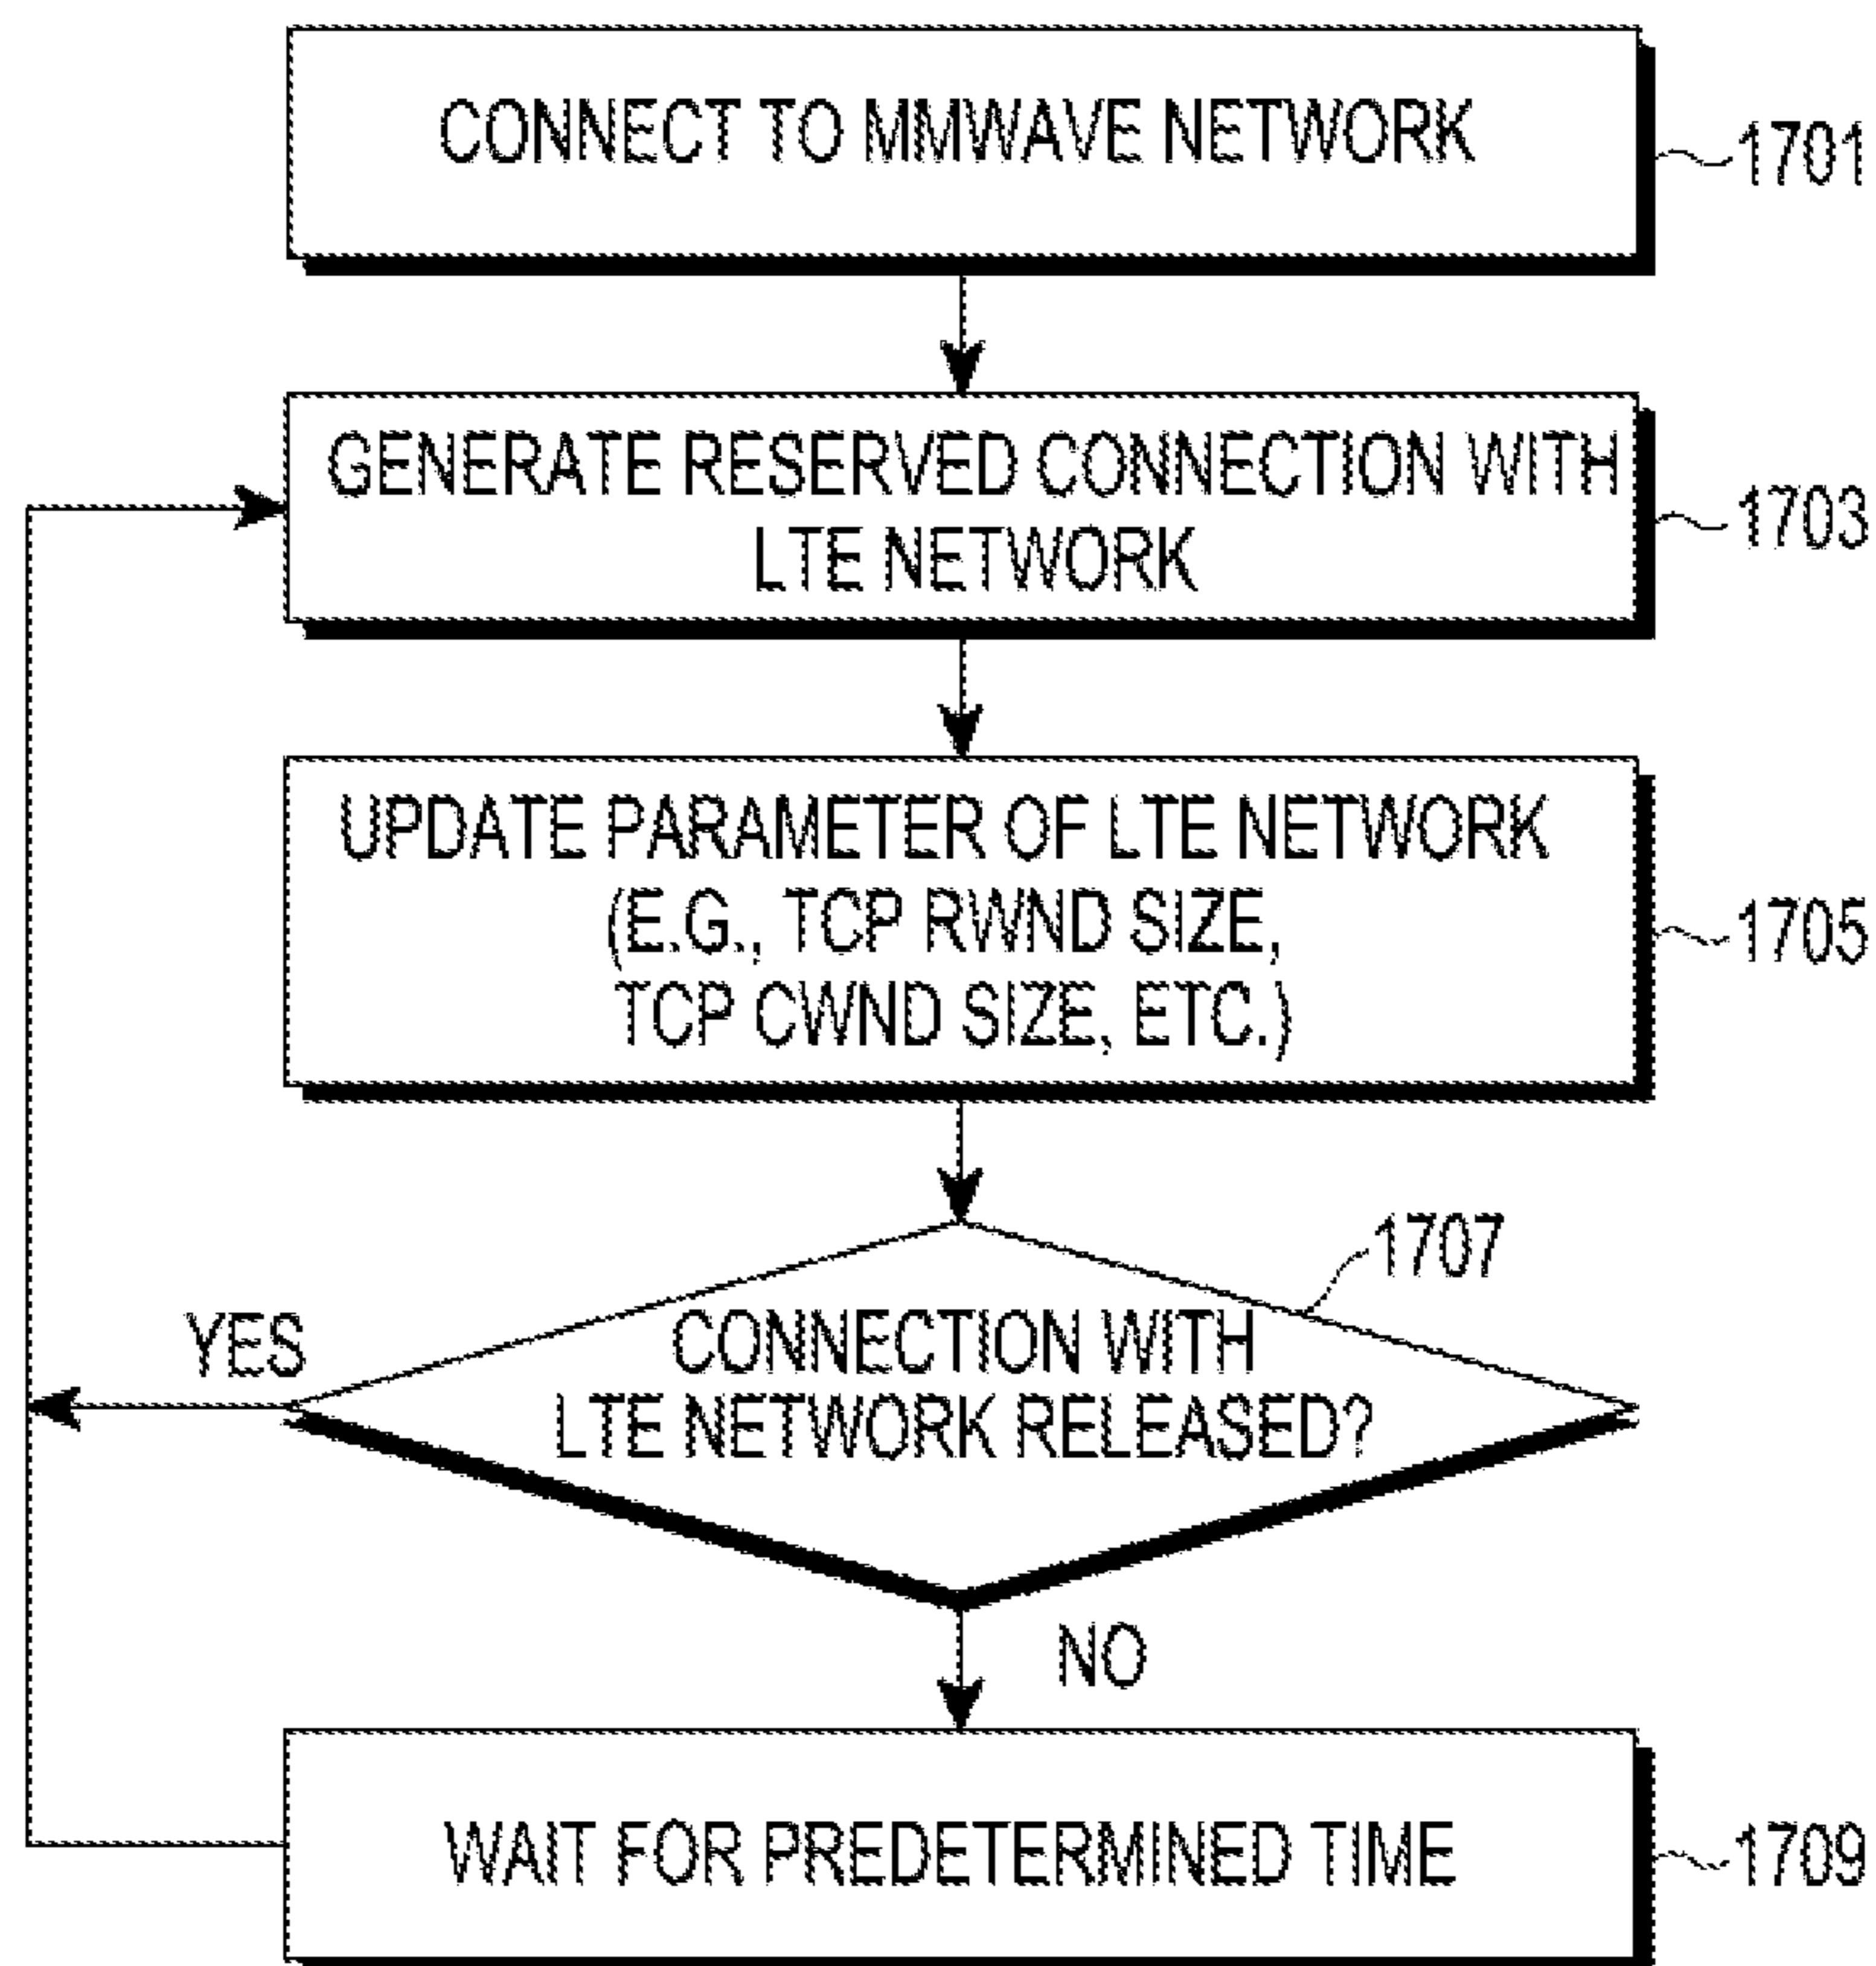 CONNECT TO MMWAVE NETWORK
1701
GENERATE RESERVED CONNECTION WITH
LTE NETWORK
1703
UPDATE PARAMETER OF LTE NETWORK
(E.G., TCP RWND SIZE,
TCP CWND SIZE, ETC.)
1705
1707
CONNECTION WITH
LTE NETWORK RELEASED?
YES
NO
WAIT FOR PREDETERMINED TIME
1709